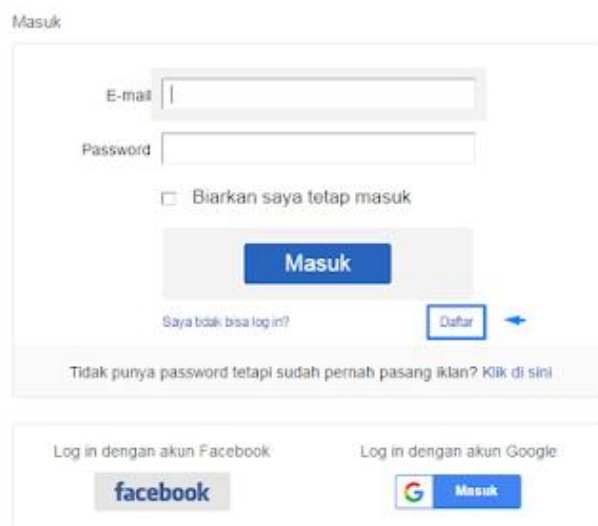 Masuk
E-mail
Password
Biarkan saya tetap masuk
Masuk
Saya tidak bisa log in?
Daftar
Tidak punya password tetapi sudah pernah pasang iklan? Klik di sini
Log in dengan akun Facebook
Log in dengan akun Google
facebook
G Masuk